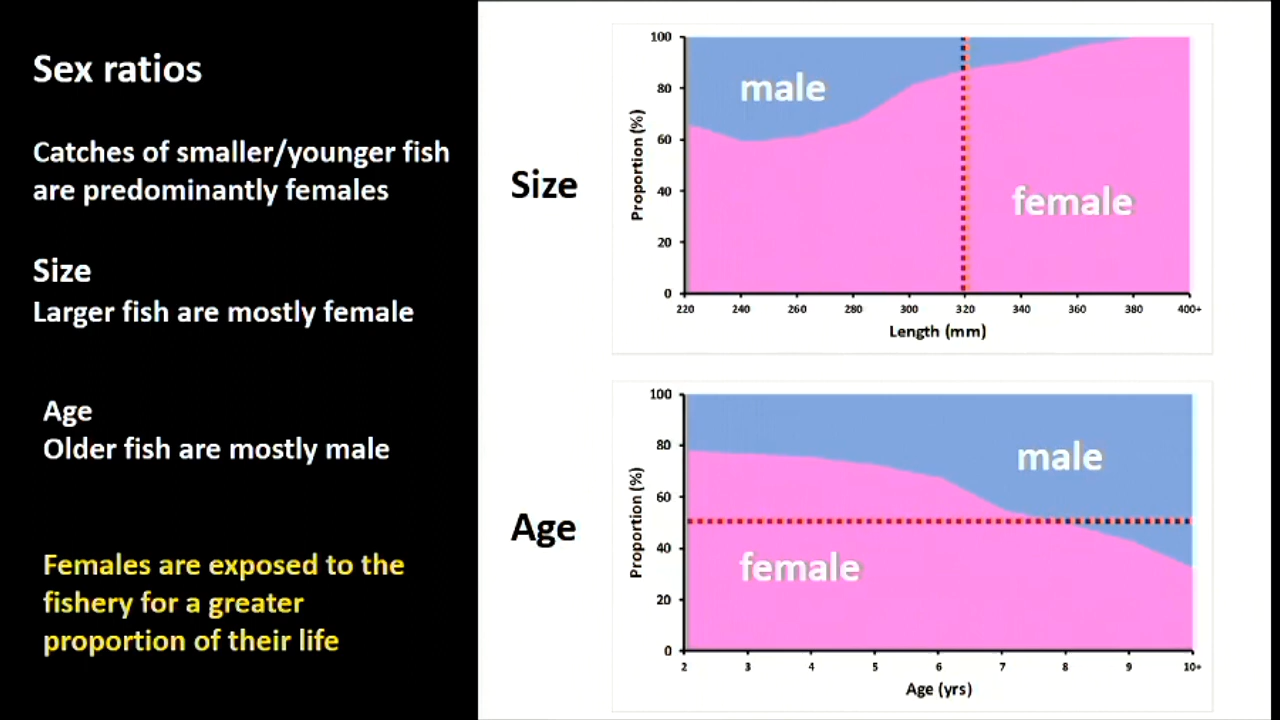 Sex ratios
Catches of smaller/younger fish
are predominantly females
Size
Larger fish are mostly female
Age
Older fish are mostly male
Females are exposed to the
fishery for a greater
proportion of their life
Size
100
80
60
40
20
0
Proportion (%)
male
female
220 240 260 280 300 320 340 360 380 400+
Length (mm)
Age
100
80
60
40
20
0
Proportion (%)
male
female
2 3 4 5 6 7 8 9 10+
Age (yrs)